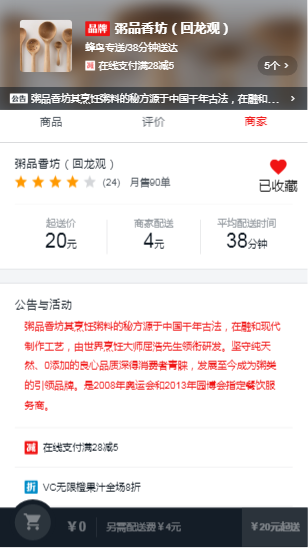 品牌 粥品香坊（回龙观）
蜂鸟专送/38分钟送达
减 在线支付满28减5 5个 >
公告 粥品香坊其烹饪粥料的秘方源于中国千年古法，在融和... >
商品 评价 商家
粥品香坊（回龙观）
(24) 月售90单 已收藏
起送价 商家配送 平均配送时间
20元 4元 38分钟
公告与活动
粥品香坊其烹饪粥料的秘方源于中国千年古法，在融和现代
制作工艺，由世界烹饪大师屈浩先生领衔研发。坚守纯天
然、0添加的良心品质深得消费者青睐，发展至今成为粥类
的引领品牌。是2008年奥运会和2013年园博会指定餐饮服
务商。
减 在线支付满28减5
折 VC无限橙果汁全场8折
¥0 另需配送费¥4元 ¥20元起送